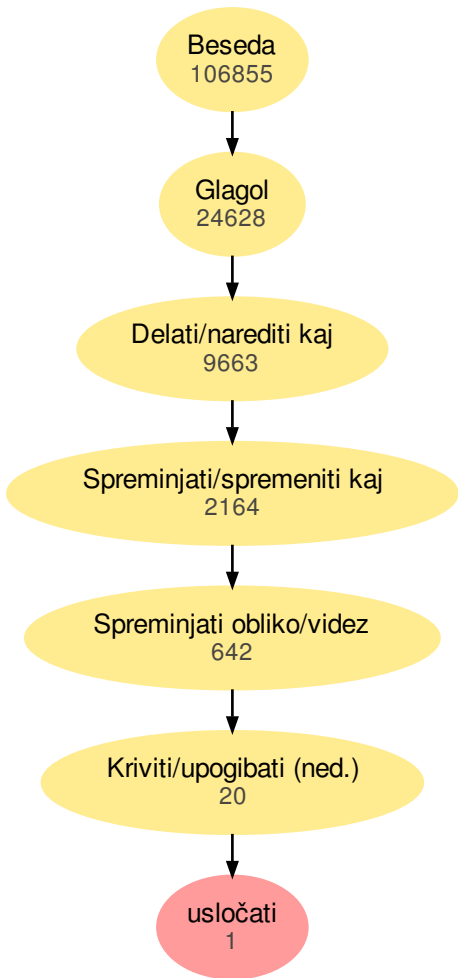 Beseda
106855
Glagol
24628
Delati/narediti kaj
9663
Spreminjati/spremeniti kaj
2164
Spreminjati obliko/videz
642
Kriviti/upogibati (ned.)
20
usločati
1